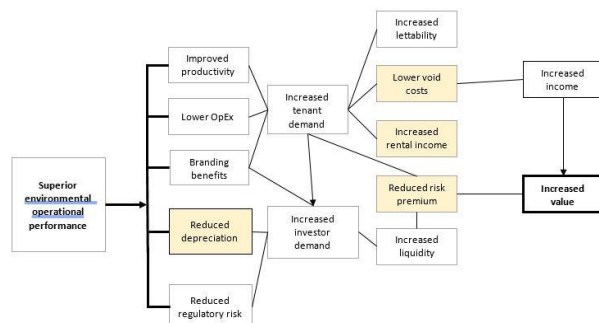 Superior
environmental
operational
performance
Improved
productivity
Lower OpEx
Branding
benefits
Reduced
depreciation
Reduced
regulatory risk
Increased
tenant
demand
Increased
investor
demand
Increased
lettability
Lower void
costs
Increased
rental income
Reduced risk
premium
Increased
liquidity
Increased
income
Increased
value